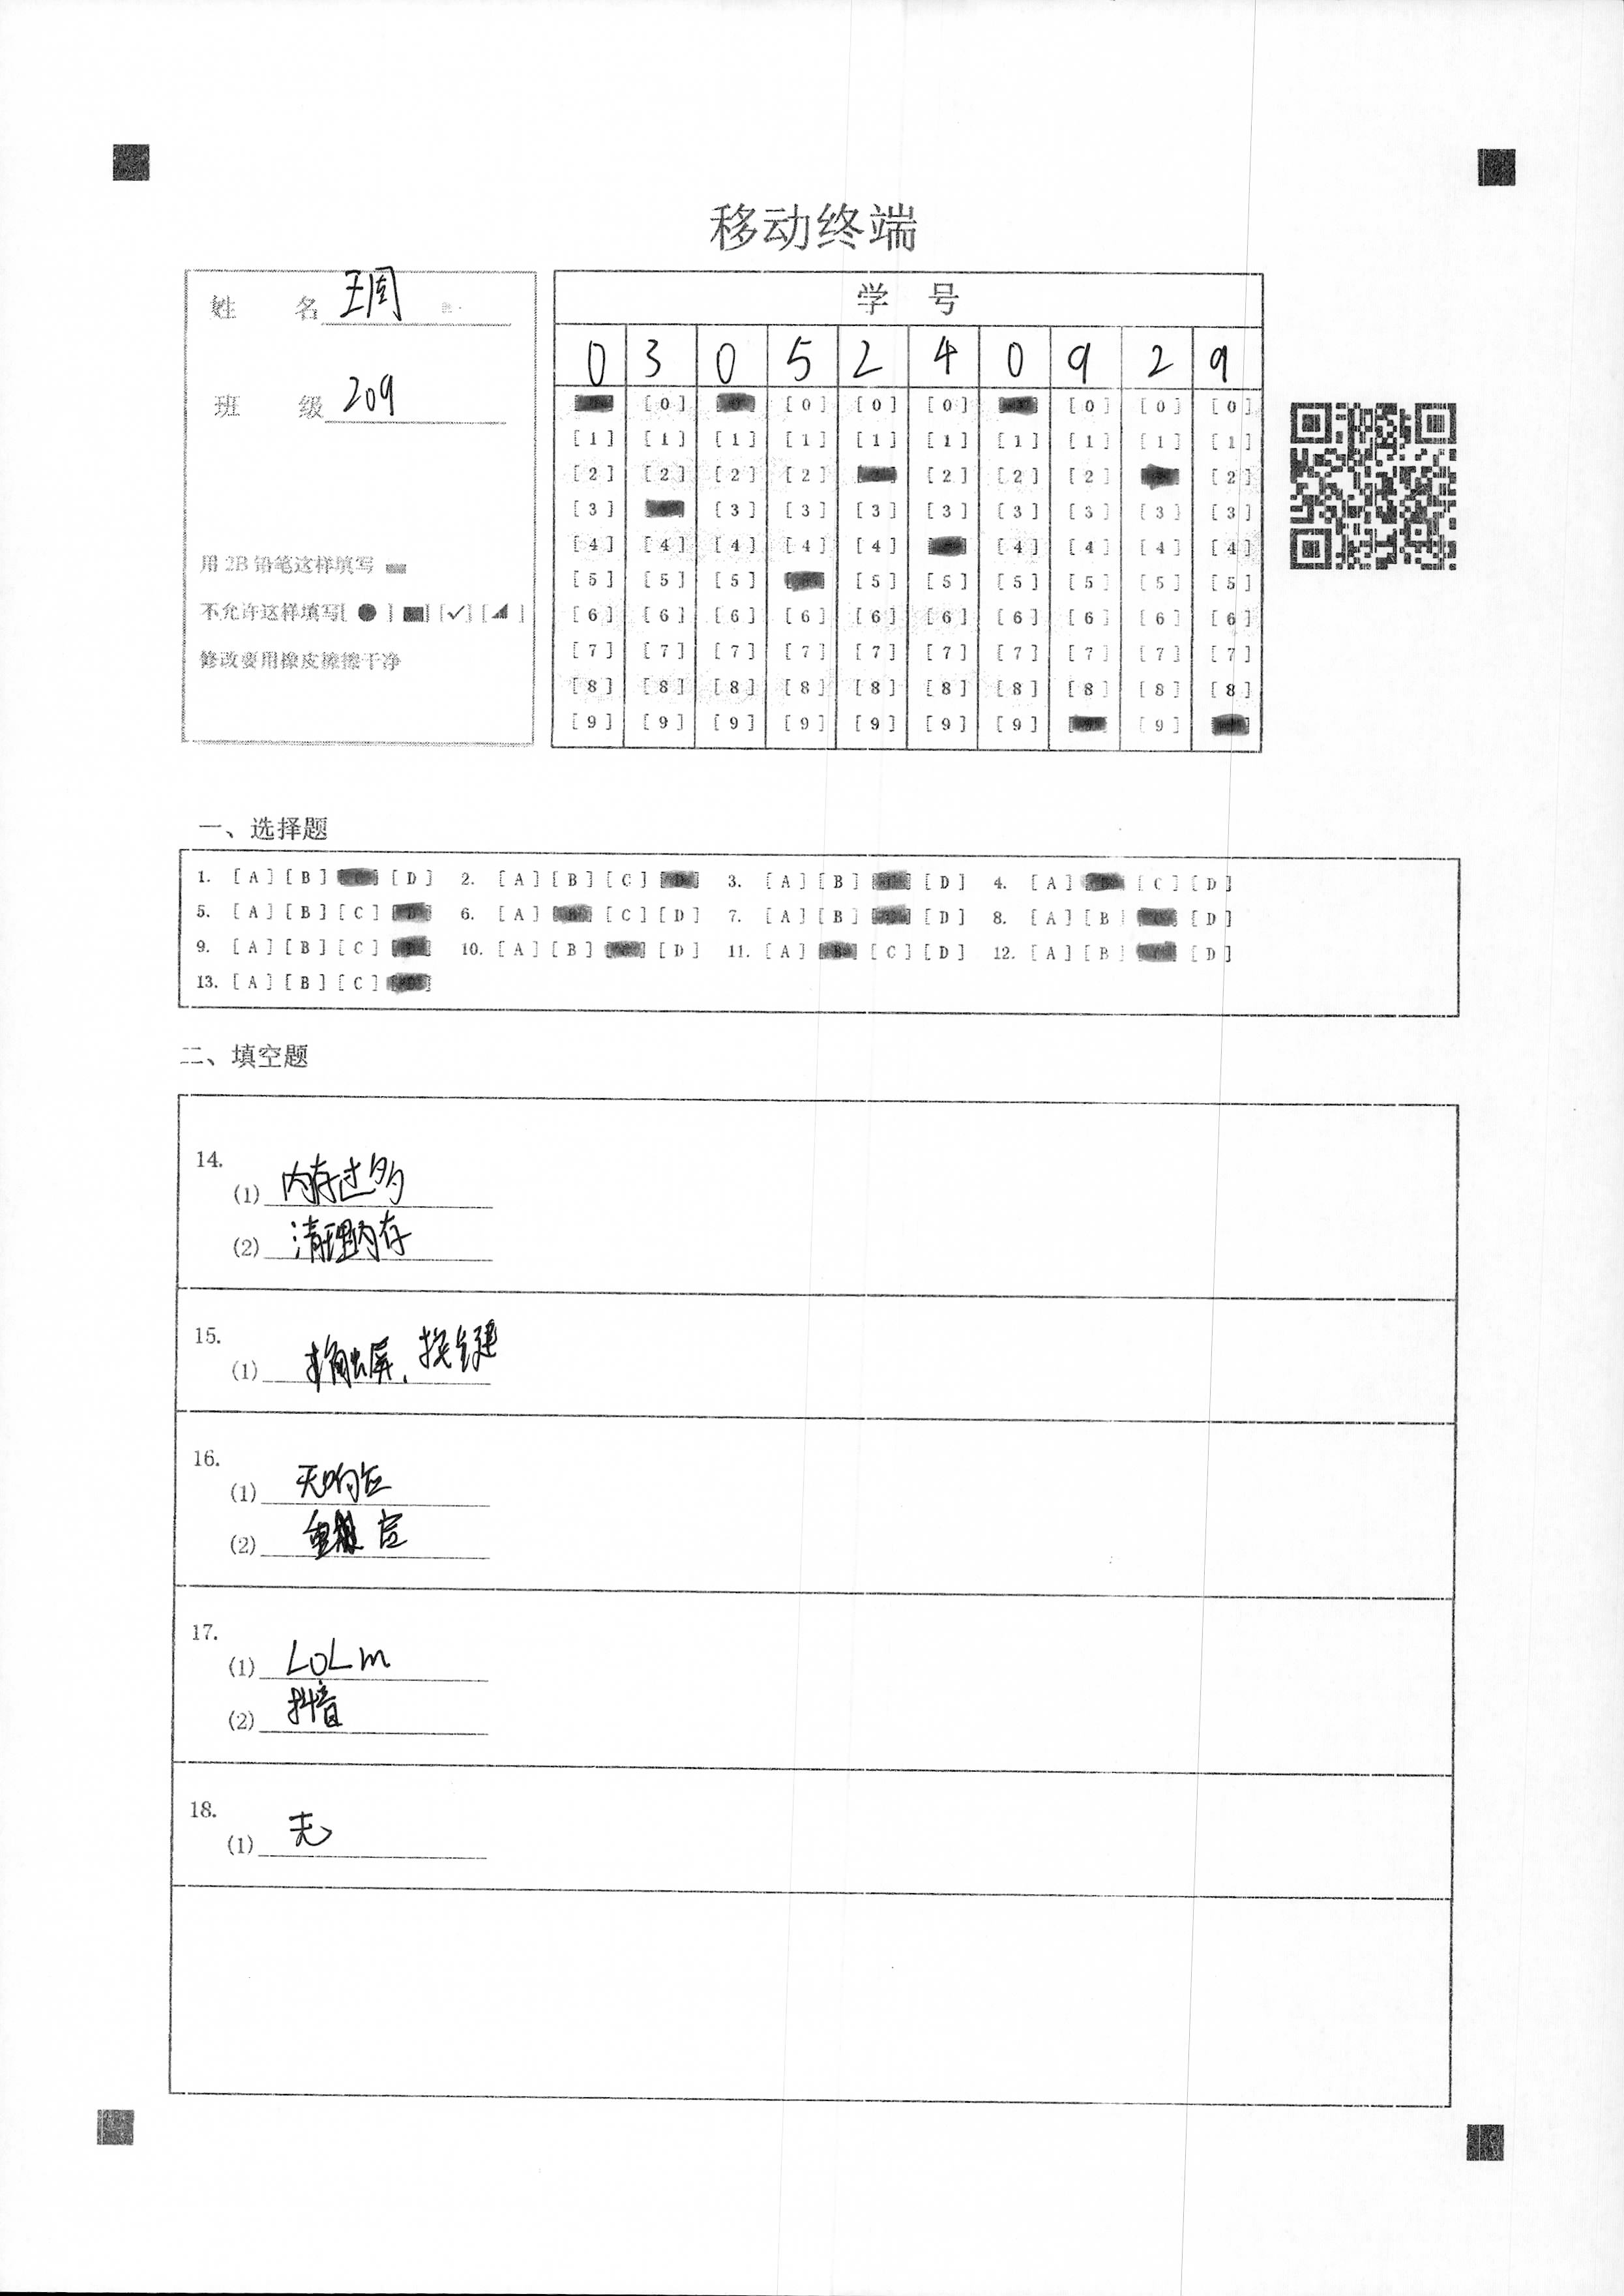 移动终端
姓 名 王周
班 级 209
用 2B 铅笔这样填写
不允许这样填写[ ● ] [✓] [ ]
修改要用橡皮擦擦干净
学 号
0 3 0 5 2 4 0 9 2 9
[0] [0] [0] [0] [0] [0] [0]
[1] [1] [1] [1] [1] [1] [1] [1] [1] [1]
[2] [2] [2] [2] [2] [2] [2] [2]
[3] [3] [3] [3] [3] [3] [3] [3] [3]
[4] [4] [4] [4] [4] [4] [4] [4] [4]
[5] [5] [5] [5] [5] [5] [5] [5] [5]
[6] [6] [6] [6] [6] [6] [6] [6] [6] [6]
[7] [7] [7] [7] [7] [7] [7] [7] [7] [7]
[8] [8] [8] [8] [8] [8] [8] [8] [8] [8]
[9] [9] [9] [9] [9] [9] [9] [9]
一、选择题
1. [A] [B] [D] 2. [A] [B] [C] 3. [A] [B] [D] 4. [A] [C] [D]
5. [A] [B] [C] 6. [A] [C] [D] 7. [A] [B] [D] 8. [A] [B] [D]
9. [A] [B] [C] 10. [A] [B] [D] 11. [A] [C] [D] 12. [A] [B] [D]
13. [A] [B] [C]
二、填空题
14.
(1) 内存过多
(2) 清理内存
15.
(1) 触屏、按键
16.
(1) 无响应
(2)
17.
(1) LOLm
(2) 抖音
18.
(1) 无